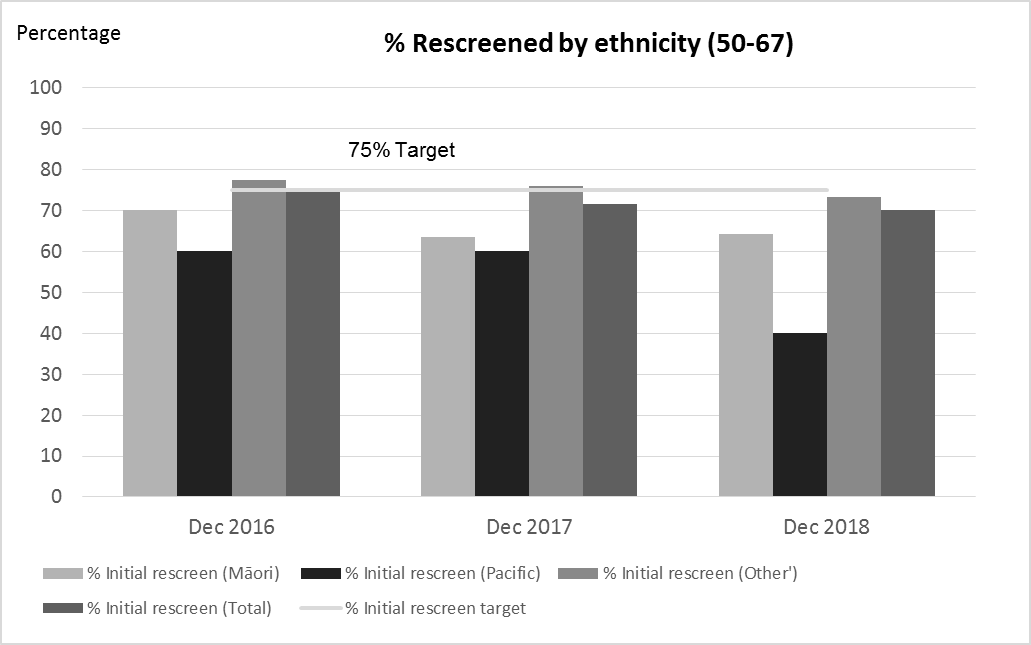 Percentage
% Rescreened by ethnicity (50-67)
100
90
75% Target
80
70
60
50
40
30
20
10
0
Dec 2016 Dec 2017 Dec 2018
% Initial rescreen (Māori) % Initial rescreen (Pacific) % Initial rescreen (Other')
% Initial rescreen (Total) % Initial rescreen target